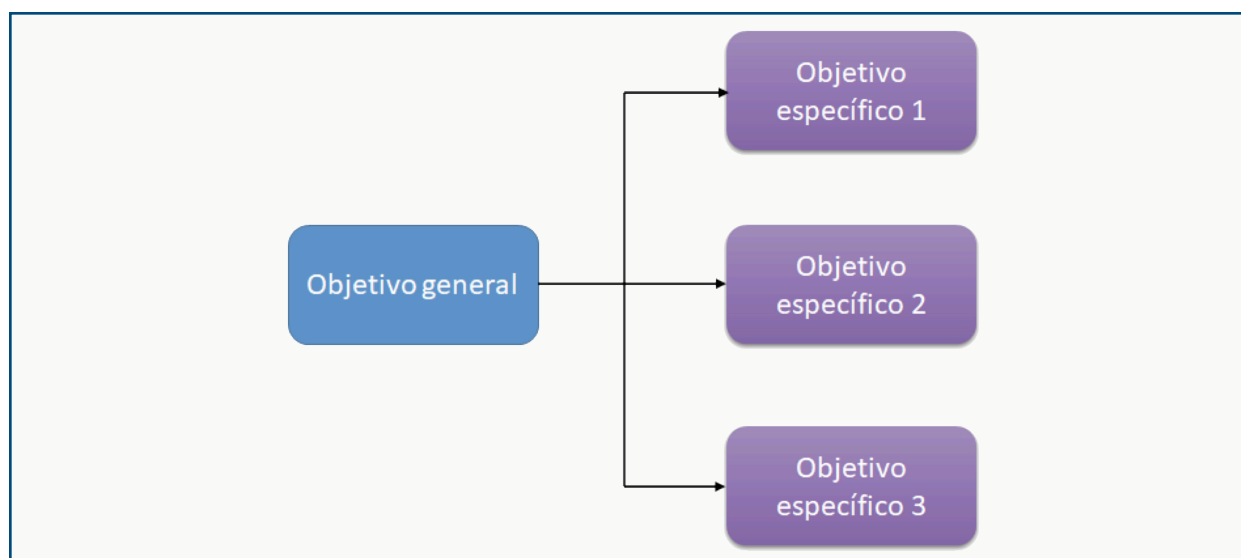 Objetivo
específico 1
Objetivo general
Objetivo
específico 2
Objetivo
específico 3